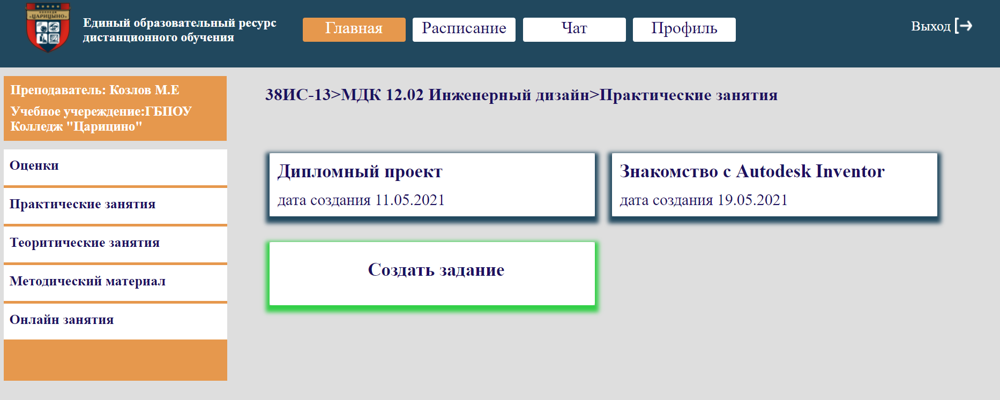 КОЛЛЕДЖ
«ЦАРИЦЫНО»
Единый образовательный ресурс
дистанционного обучения
Главная
Расписание
Чат
Профиль
Выход
Преподаватель: Козлов М.Е
Учебное учереждение:ГБПОУ
Колледж "Царицино"
38ИС-13>МДК 12.02 Инженерный дизайн>Практические занятия
Оценки
Практические занятия
Теоритические занятия
Методический материал
Онлайн занятия
Дипломный проект
дата создания 11.05.2021
Знакомство с Autodesk Inventor
дата создания 19.05.2021
Создать задание